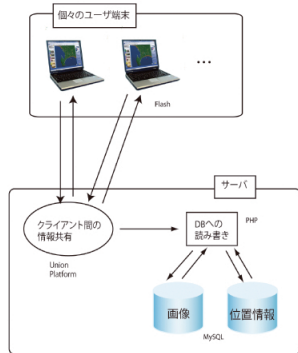 個々のユーザ端末
…
Flash
サーバ
クライアント間の
情報共有
Union
Platform
DBへの
読み書き
PHP
画像
位置情報
MySQL